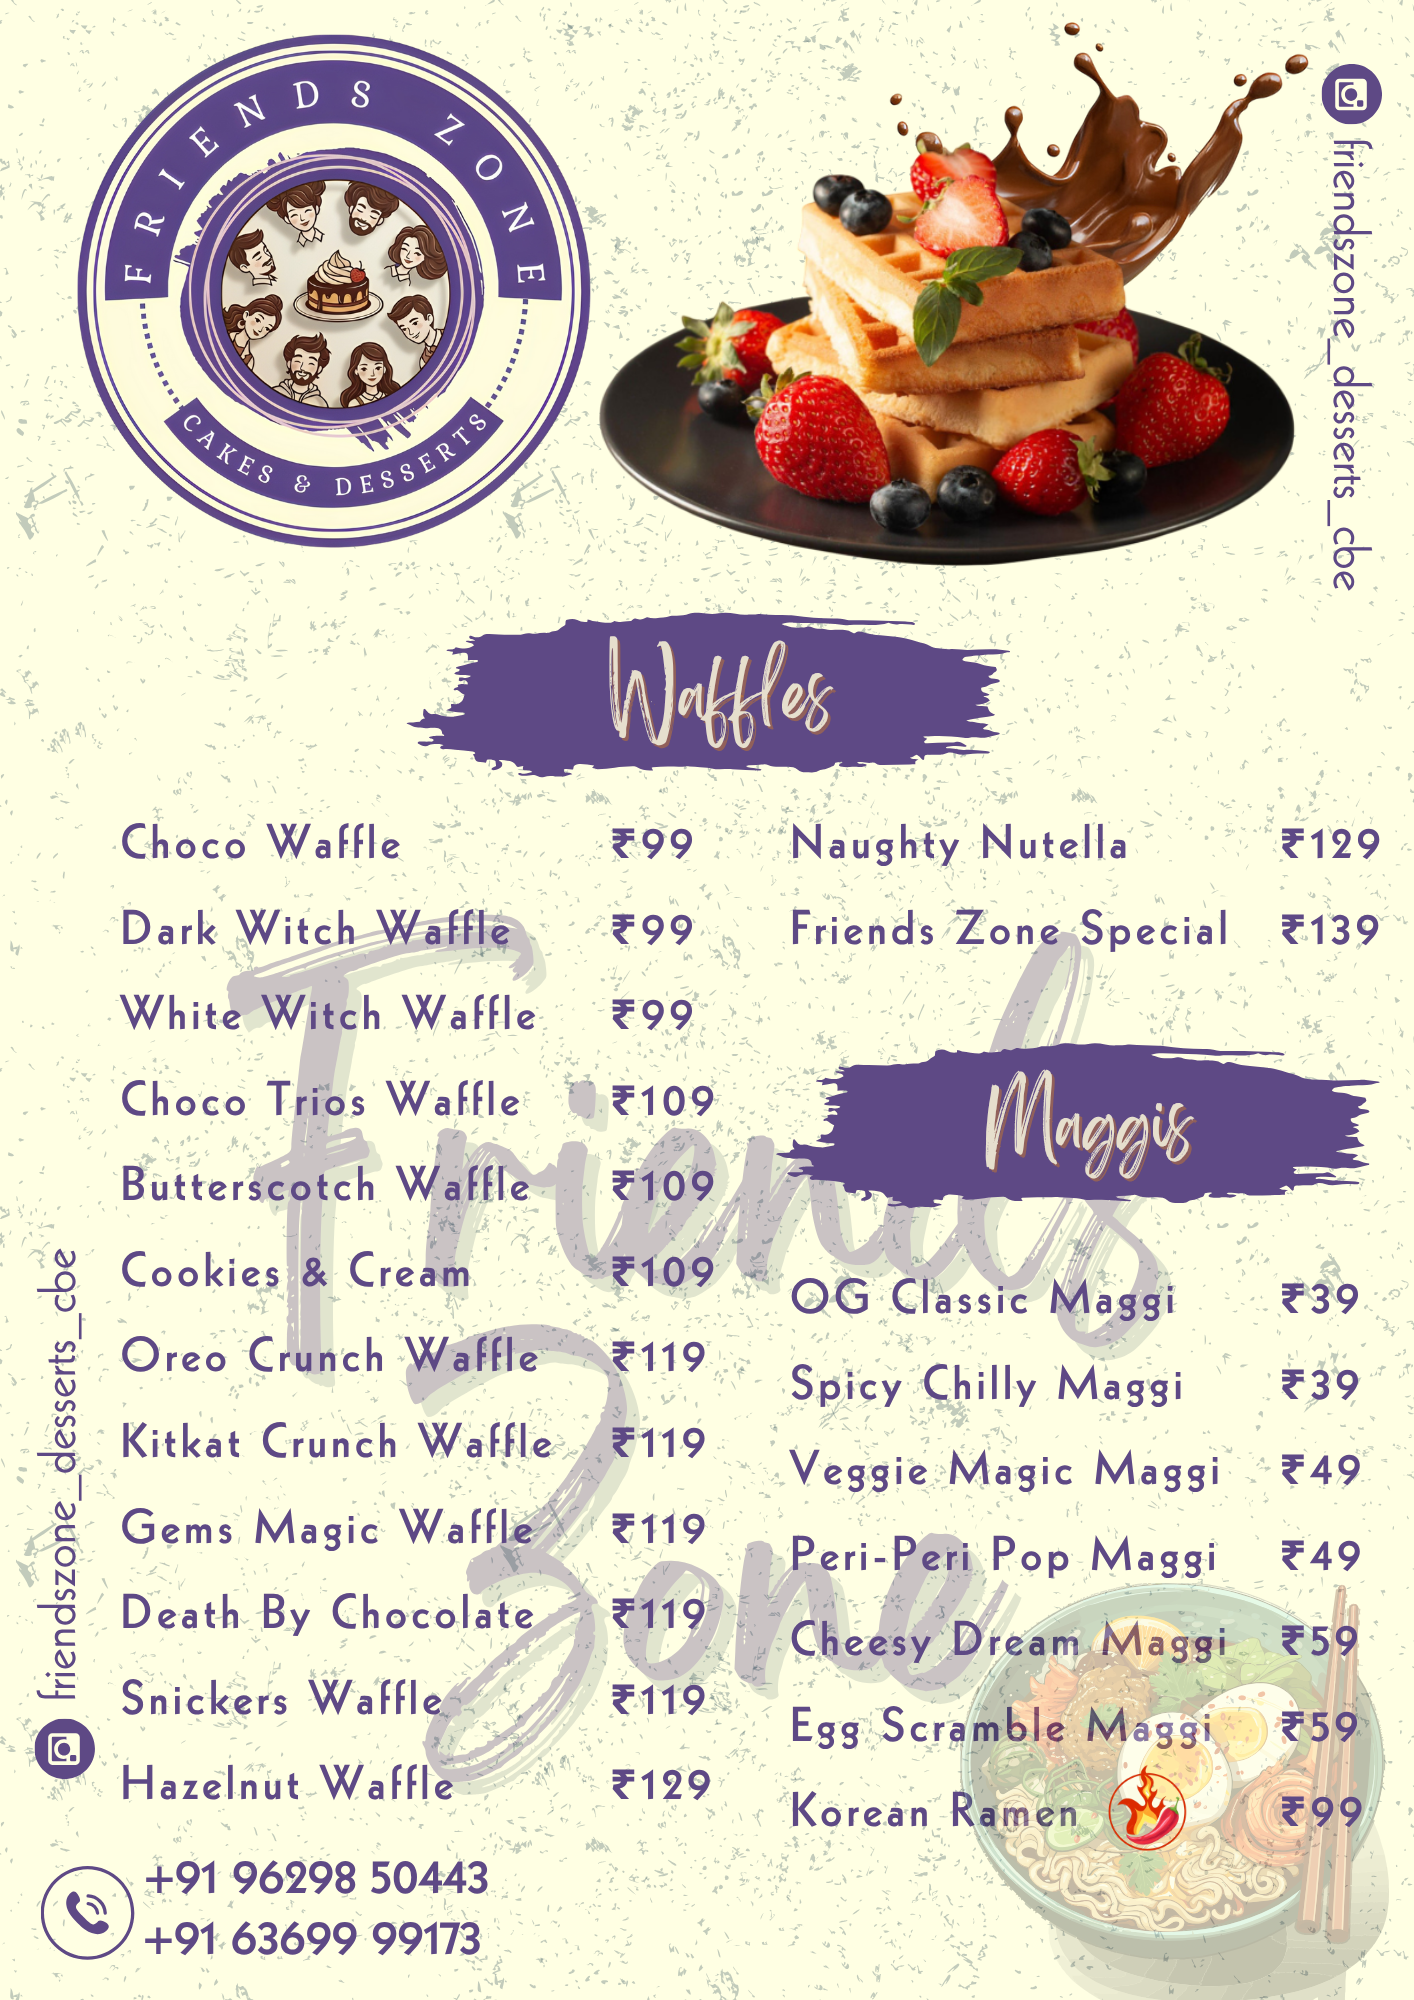 FRIENDS ZONE
CAKES & DESSERTS
friendszone_desserts_cbe
Waffles
Choco Waffle ₹99
Dark Witch Waffle ₹99
White Witch Waffle ₹99
Choco Trios Waffle ₹109
Butterscotch Waffle ₹109
Cookies & Cream ₹109
Oreo Crunch Waffle ₹119
Kitkat Crunch Waffle ₹119
Gems Magic Waffle ₹119
Death By Chocolate ₹119
Snickers Waffle ₹119
Hazelnut Waffle ₹129
Naughty Nutella ₹129
Friends Zone Special ₹139
Maggis
OG Classic Maggi ₹39
Spicy Chilly Maggi ₹39
Veggie Magic Maggi ₹49
Peri-Peri Pop Maggi ₹49
Cheesy Dream Maggi ₹59
Egg Scramble Maggi ₹59
Korean Ramen ₹99
Friends
Zone
friendszone_desserts_cbe
+91 96298 50443
+91 63699 99173